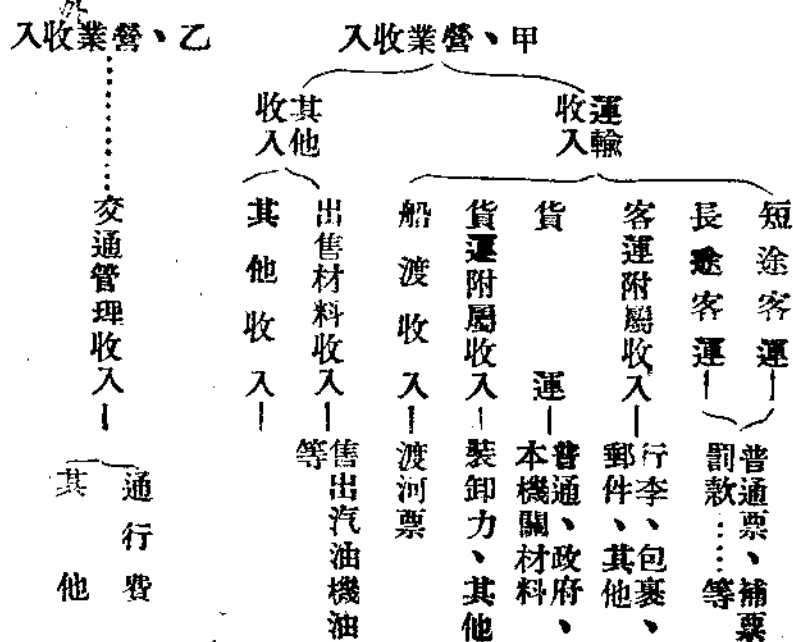 甲、營業收入
運輸收入
短途客運
長途客運
普通票、補票
罰款……等
客運附屬收入
行李、包裹、
郵件、其他
貨運
普通、政府、
本機關材料
貨運附屬收入
裝卸力、其他
船渡收入
渡河票
其他收入
出售材料收入
售出汽油機油
等
其他收入
乙、營業外收入
交通管理收入
通行費
其他